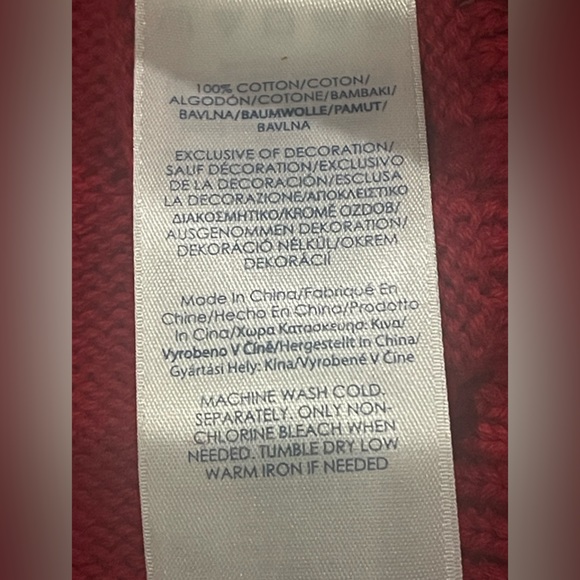 100% COTTON/COTON/
ALGODÓN/COTONE/BAMBAKI/
BAVLNA/BAUMWOLLE/PAMUT/
BAVLNA
EXCLUSIVE OF DECORATION/
SAUF DÉCORATION/EXCLUSIVO
DE LA DECORACIÓN/ESCLUSA
LA DECORAZIONE/ΑΠΟΚΛΕΙΣΤΙΚΟ
ΔΙΑΚΟΣΜΗΤΙΚΟ/KROMĚ OZDOB/
AUSGENOMMEN DEKORATION/
DEKORÁCIÓ NÉLKÜL/OKREM
DEKORÁCIÍ
Made In China/Fabriqué En
Chine/Hecho En China/Prodotto
In Cina/Χωρα Κατασκευης: Κινα/
Vyrobeno V Číně/Hergestellt in China/
Gyártási Hely: Kína/Vyrobené V Číne
MACHINE WASH COLD.
SEPARATELY. ONLY NON-
CHLORINE BLEACH WHEN
NEEDED. TUMBLE DRY LOW
WARM IRON IF NEEDED